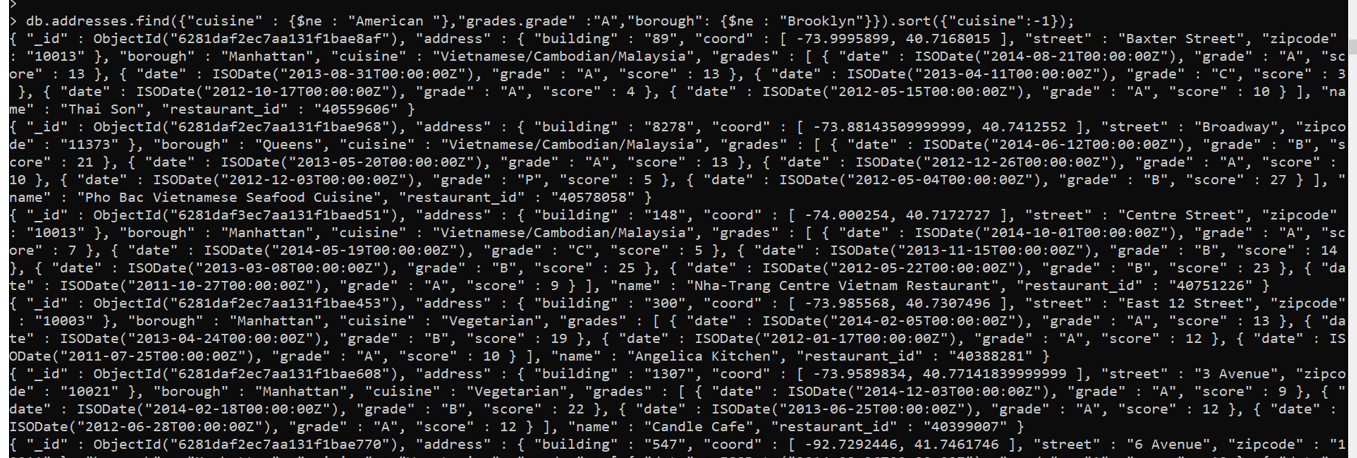 >
> db.addresses.find({"cuisine" : {$ne : "American "},"grades.grade" :"A","borough": {$ne : "Brooklyn"}}).sort({"cuisine":-1});
{ "_id" : ObjectId("6281daf2ec7aa131f1bae8af"), "address" : { "building" : "89", "coord" : [ -73.9995899, 40.7168015 ], "street" : "Baxter Street", "zipcode"
 : "10013" }, "borough" : "Manhattan", "cuisine" : "Vietnamese/Cambodian/Malaysia", "grades" : [ { "date" : ISODate("2014-08-21T00:00:00Z"), "grade" : "A", "sc
ore" : 13 }, { "date" : ISODate("2013-08-31T00:00:00Z"), "grade" : "A", "score" : 13 }, { "date" : ISODate("2013-04-11T00:00:00Z"), "grade" : "C", "score" : 3
 }, { "date" : ISODate("2012-10-17T00:00:00Z"), "grade" : "A", "score" : 4 }, { "date" : ISODate("2012-05-15T00:00:00Z"), "grade" : "A", "score" : 10 } ], "na
me" : "Thai Son", "restaurant_id" : "40559606" }
{ "_id" : ObjectId("6281daf2ec7aa131f1bae968"), "address" : { "building" : "8278", "coord" : [ -73.88143509999999, 40.7412552 ], "street" : "Broadway", "zipco
de" : "11373" }, "borough" : "Queens", "cuisine" : "Vietnamese/Cambodian/Malaysia", "grades" : [ { "date" : ISODate("2014-06-12T00:00:00Z"), "grade" : "B", "s
core" : 21 }, { "date" : ISODate("2013-05-20T00:00:00Z"), "grade" : "A", "score" : 13 }, { "date" : ISODate("2012-12-26T00:00:00Z"), "grade" : "A", "score" :
10 }, { "date" : ISODate("2012-12-03T00:00:00Z"), "grade" : "P", "score" : 5 }, { "date" : ISODate("2012-05-04T00:00:00Z"), "grade" : "B", "score" : 27 } ], "
name" : "Pho Bac Vietnamese Seafood Cuisine", "restaurant_id" : "40578058" }
{ "_id" : ObjectId("6281daf3ec7aa131f1baed51"), "address" : { "building" : "148", "coord" : [ -74.000254, 40.7172727 ], "street" : "Centre Street", "zipcode"
: "10013" }, "borough" : "Manhattan", "cuisine" : "Vietnamese/Cambodian/Malaysia", "grades" : [ { "date" : ISODate("2014-10-01T00:00:00Z"), "grade" : "A", "sc
ore" : 7 }, { "date" : ISODate("2014-05-19T00:00:00Z"), "grade" : "C", "score" : 5 }, { "date" : ISODate("2013-11-15T00:00:00Z"), "grade" : "B", "score" : 14
}, { "date" : ISODate("2013-03-08T00:00:00Z"), "grade" : "B", "score" : 25 }, { "date" : ISODate("2012-05-22T00:00:00Z"), "grade" : "B", "score" : 23 }, { "da
te" : ISODate("2011-10-27T00:00:00Z"), "grade" : "A", "score" : 9 } ], "name" : "Nha-Trang Centre Vietnam Restaurant", "restaurant_id" : "40751226" }
{ "_id" : ObjectId("6281daf2ec7aa131f1bae453"), "address" : { "building" : "300", "coord" : [ -73.985568, 40.7307496 ], "street" : "East 12 Street", "zipcode"
 : "10003" }, "borough" : "Manhattan", "cuisine" : "Vegetarian", "grades" : [ { "date" : ISODate("2014-02-05T00:00:00Z"), "grade" : "A", "score" : 13 }, { "da
te" : ISODate("2013-04-24T00:00:00Z"), "grade" : "B", "score" : 19 }, { "date" : ISODate("2012-01-17T00:00:00Z"), "grade" : "A", "score" : 12 }, { "date" : IS
ODate("2011-07-25T00:00:00Z"), "grade" : "A", "score" : 10 } ], "name" : "Angelica Kitchen", "restaurant_id" : "40388281" }
{ "_id" : ObjectId("6281daf2ec7aa131f1bae608"), "address" : { "building" : "1307", "coord" : [ -73.9589834, 40.77141839999999 ], "street" : "3 Avenue", "zipco
de" : "10021" }, "borough" : "Manhattan", "cuisine" : "Vegetarian", "grades" : [ { "date" : ISODate("2014-12-03T00:00:00Z"), "grade" : "A", "score" : 9 }, { "
date" : ISODate("2014-02-18T00:00:00Z"), "grade" : "B", "score" : 22 }, { "date" : ISODate("2013-06-25T00:00:00Z"), "grade" : "A", "score" : 12 }, { "date" :
ISODate("2012-06-28T00:00:00Z"), "grade" : "A", "score" : 12 } ], "name" : "Candle Cafe", "restaurant_id" : "40399007" }
{ "_id" : ObjectId("6281daf2ec7aa131f1bae770"), "address" : { "building" : "547", "coord" : [ -92.7292446, 41.7461746 ], "street" : "6 Avenue", "zipcode" : "1